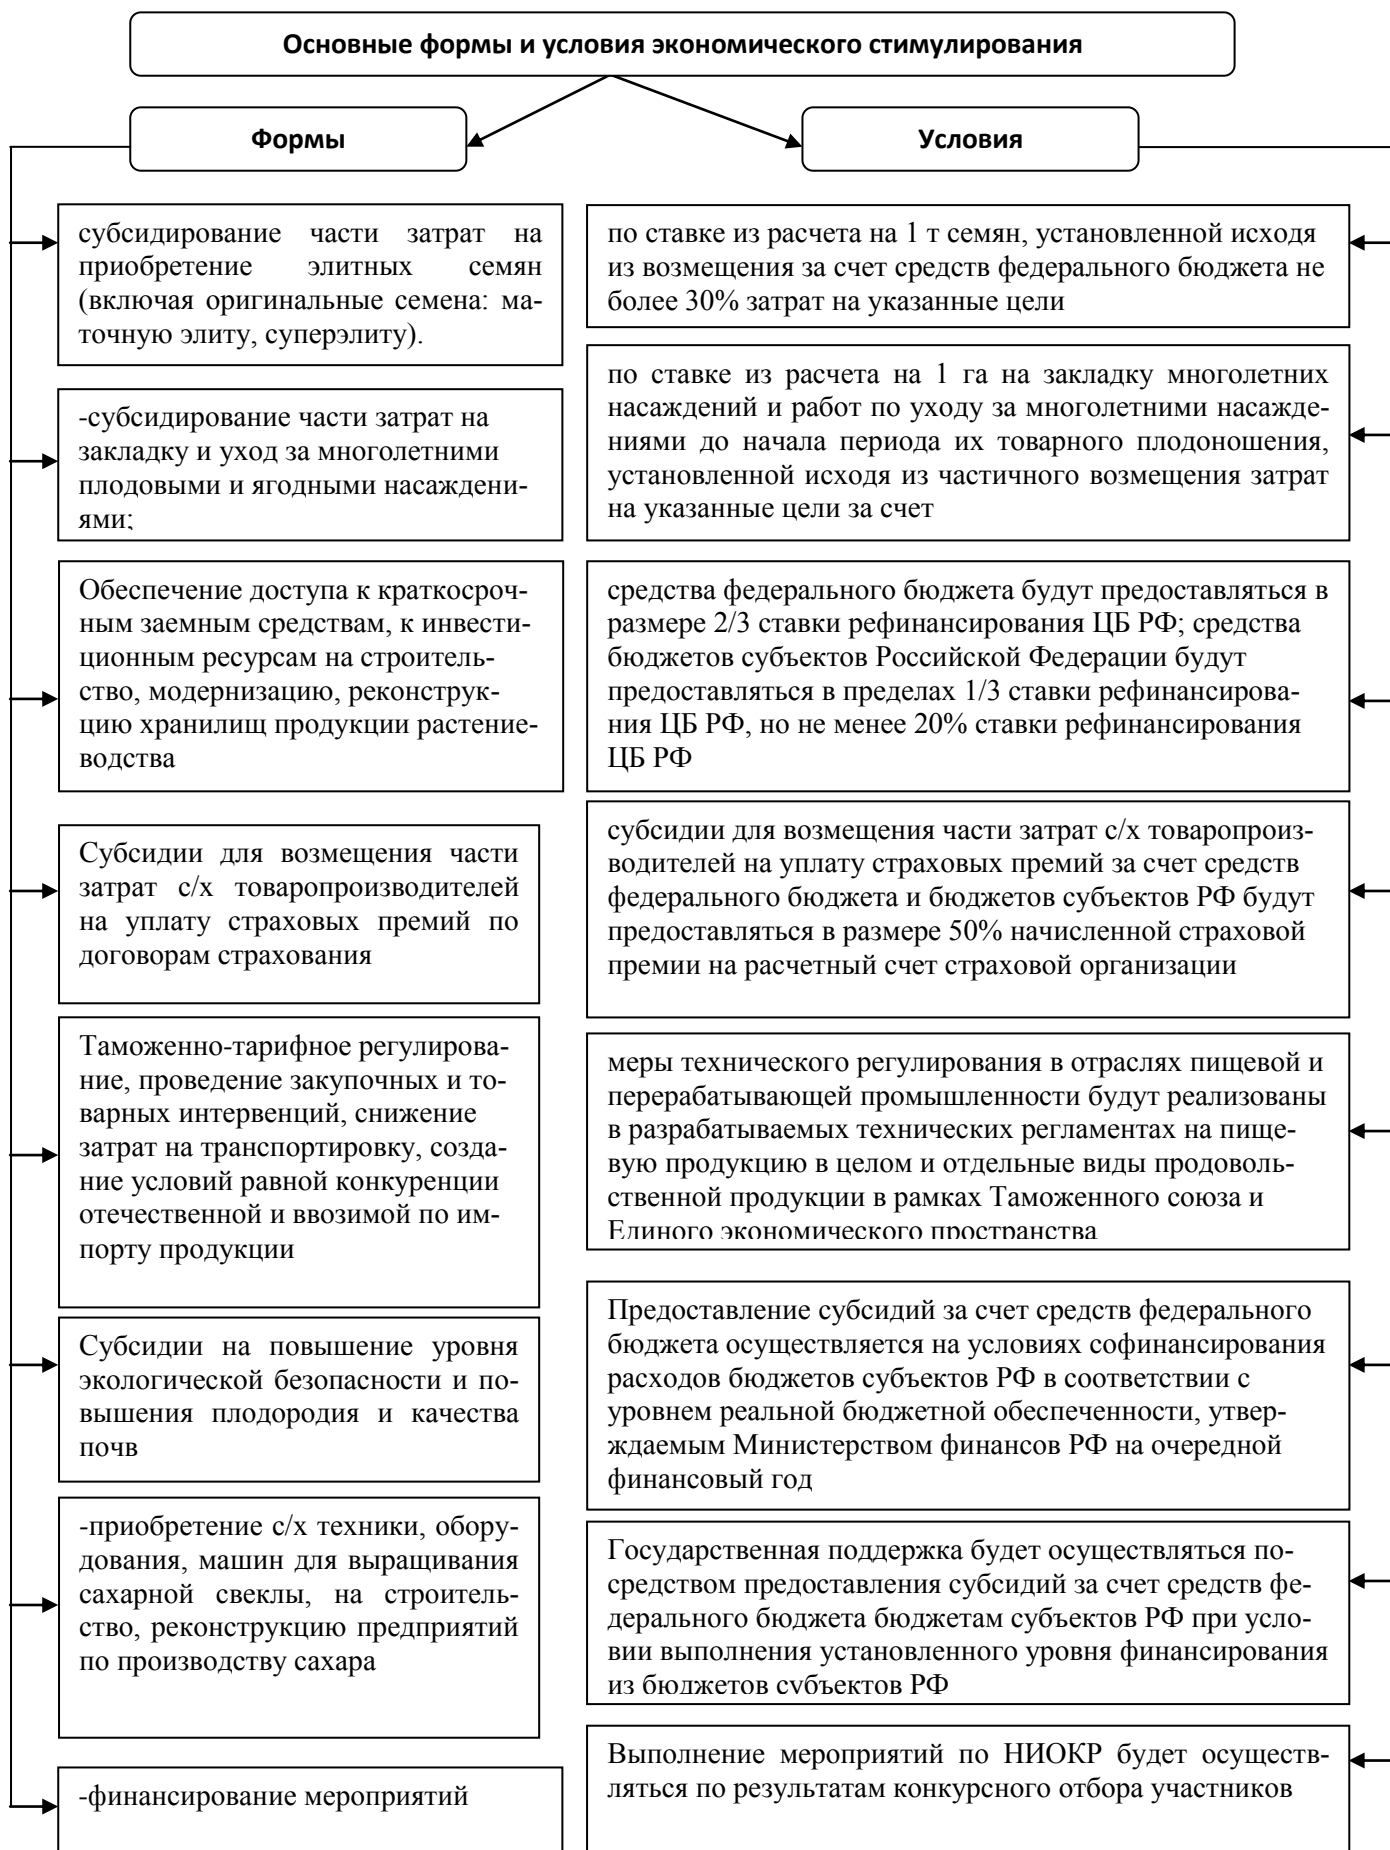 Основные формы и условия экономического стимулирования
Формы
Условия
субсидирование части затрат на
приобретение элитных семян
(включая оригинальные семена: ма-
точную элиту, суперэлиту).
по ставке из расчета на 1 т семян, установленной исходя
из возмещения за счет средств федерального бюджета не
более 30% затрат на указанные цели
-субсидирование части затрат на
закладку и уход за многолетними
плодовыми и ягодными насаждени-
ями;
по ставке из расчета на 1 га на закладку многолетних
насаждений и работ по уходу за многолетними насажде-
ниями до начала периода их товарного плодоношения,
установленной исходя из частичного возмещения затрат
на указанные цели за счет
Обеспечение доступа к краткосроч-
ным заемным средствам, к инвести-
ционным ресурсам на строитель-
ство, модернизацию, реконструк-
цию хранилищ продукции растение-
водства
средства федерального бюджета будут предоставляться в
размере 2/3 ставки рефинансирования ЦБ РФ; средства
бюджетов субъектов Российской Федерации будут
предоставляться в пределах 1/3 ставки рефинансирова-
ния ЦБ РФ, но не менее 20% ставки рефинансирования
ЦБ РФ
Субсидии для возмещения части
затрат с/х товаропроизводителей
на уплату страховых премий по
договорам страхования
субсидии для возмещения части затрат с/х товаропроиз-
водителей на уплату страховых премий за счет средств
федерального бюджета и бюджетов субъектов РФ будут
предоставляться в размере 50% начисленной страховой
премии на расчетный счет страховой организации
Таможенно-тарифное регулирова-
ние, проведение закупочных и то-
варных интервенций, снижение
затрат на транспортировку, созда-
ние условий равной конкуренции
отечественной и ввозимой по им-
порту продукции
меры технического регулирования в отраслях пищевой и
перерабатывающей промышленности будут реализованы
в разрабатываемых технических регламентах на пище-
вую продукцию в целом и отдельные виды продоволь-
ственной продукции в рамках Таможенного союза и
Единого экономического пространства
Субсидии на повышение уровня
экологической безопасности и по-
вышения плодородия и качества
почв
Предоставление субсидий за счет средств федерального
бюджета осуществляется на условиях софинансирования
расходов бюджетов субъектов РФ в соответствии с
уровнем реальной бюджетной обеспеченности, утвер-
ждаемым Министерством финансов РФ на очередной
финансовый год
-приобретение с/х техники, обору-
дования, машин для выращивания
сахарной свеклы, на строитель-
ство, реконструкцию предприятий
по производству сахара
Государственная поддержка будет осуществляться по-
средством предоставления субсидий за счет средств фе-
дерального бюджета бюджетам субъектов РФ при усло-
вии выполнения установленного уровня финансирования
из бюджетов субъектов РФ
-финансирование мероприятий
Выполнение мероприятий по НИОКР будет осуществ-
ляться по результатам конкурсного отбора участников